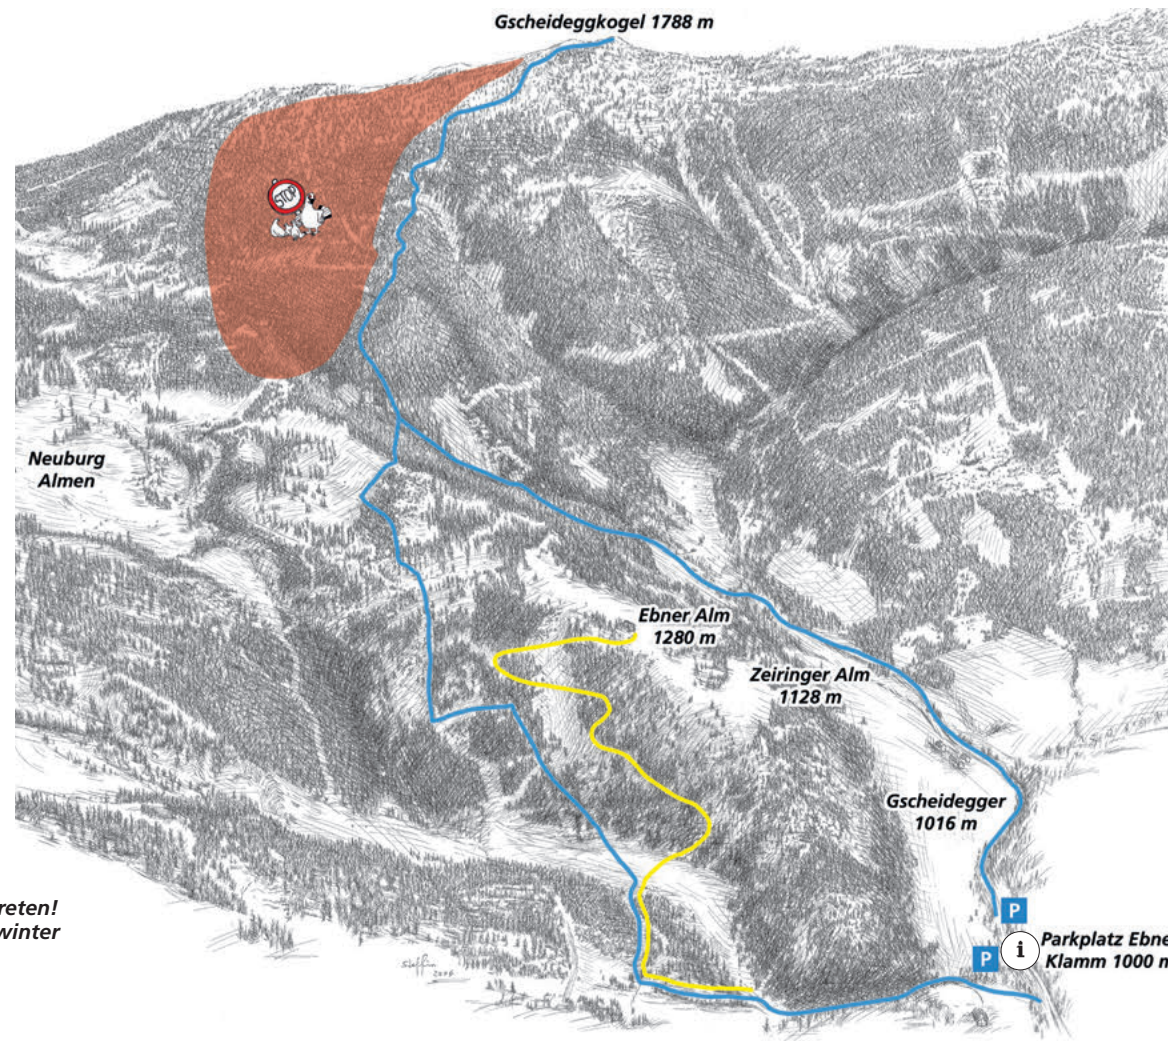 Gscheideggkogel 1788 m
STOP
Neuburg
Almen
Ebner Alm
1280 m
Zeiringer Alm
1128 m
Gscheidegger
1016 m
reten!
winter
P
P
i
Parkplatz Ebne
Klamm 1000 m
2004